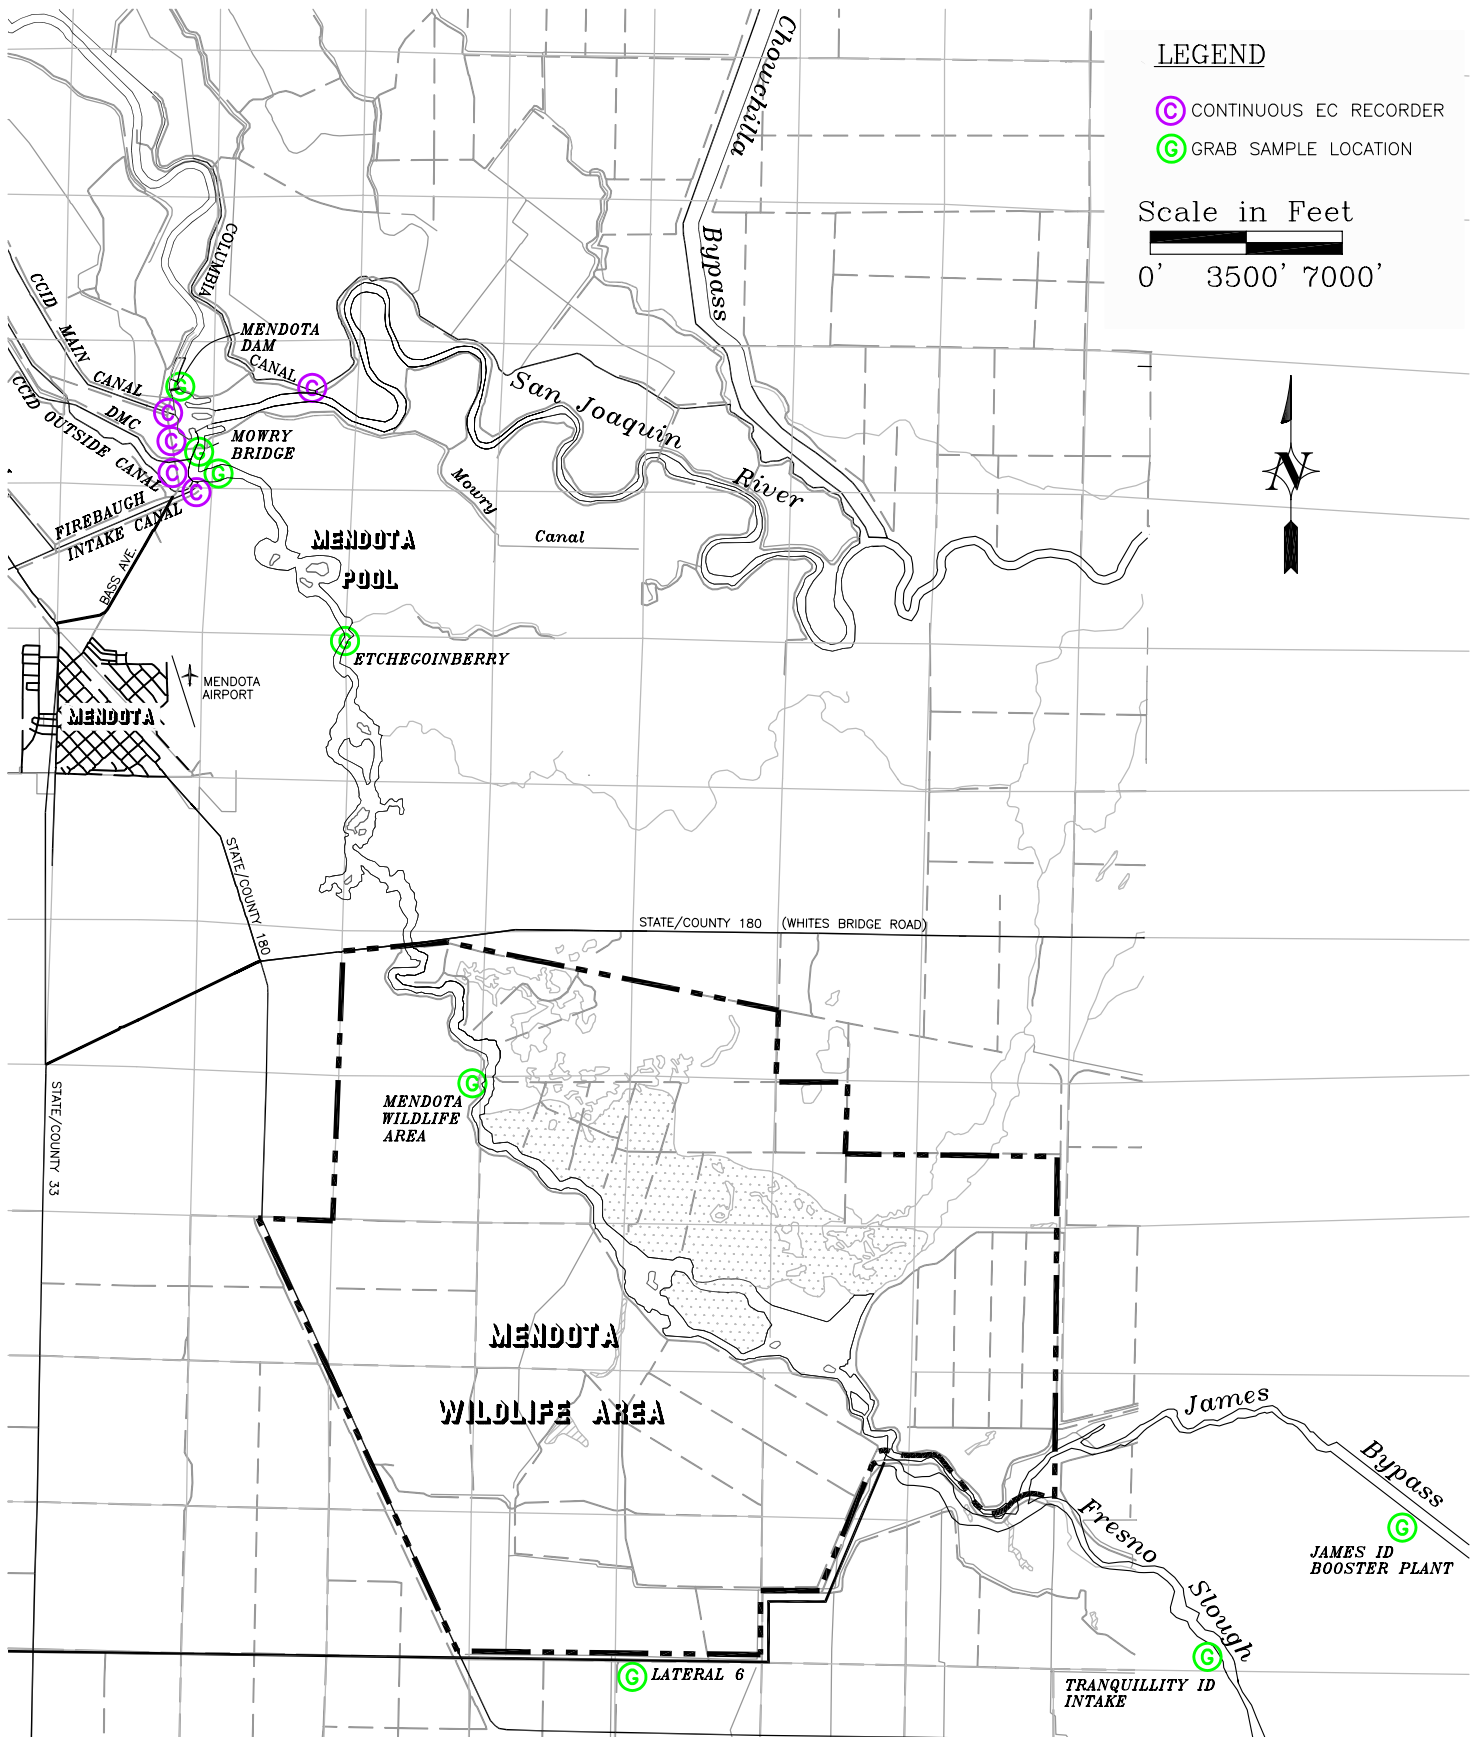 LEGEND
C CONTINUOUS EC RECORDER
G GRAB SAMPLE LOCATION
Scale in Feet
0' 3500' 7000'
N
Chowchilla
Bypass
COLUMBIA
CANAL
CCID
MAIN
CANAL
MENDOTA
DAM
G
C
C
DMC
CCID OUTSIDE CANAL
C
MOWRY
BRIDGE
G
C
G
C
FIREBAUGH
INTAKE CANAL
BASS AVE.
San Joaquin
River
Mowry
Canal
MENDOTA
POOL
G
ETCHEGOINBERRY
MENDOTA
AIRPORT
MENDOTA
STATE/COUNTY 180
STATE/COUNTY 180 (WHITES BRIDGE ROAD)
STATE/COUNTY 33
G
MENDOTA
WILDLIFE
AREA
MENDOTA
WILDLIFE AREA
James
Bypass
Fresno
Slough
G
JAMES ID
BOOSTER PLANT
G
TRANQUILLITY ID
INTAKE
G LATERAL 6